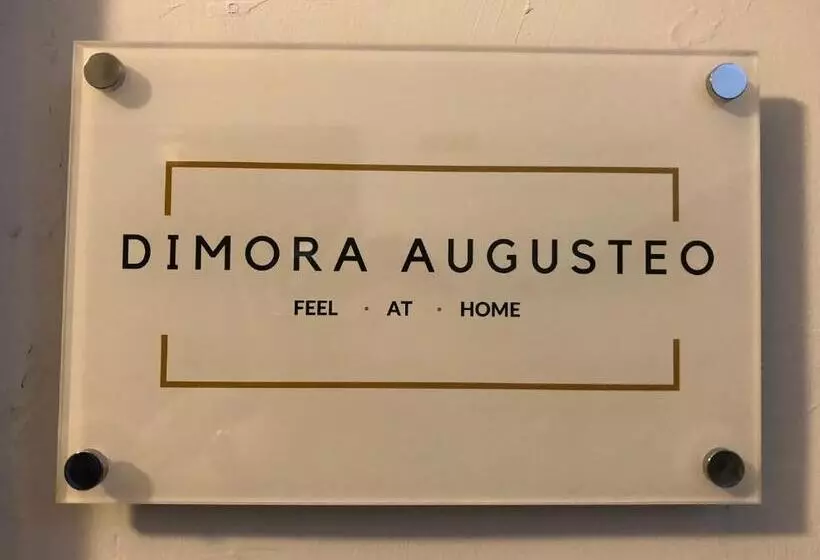 DIMORA AUGUSTEO
FEEL · AT · HOME